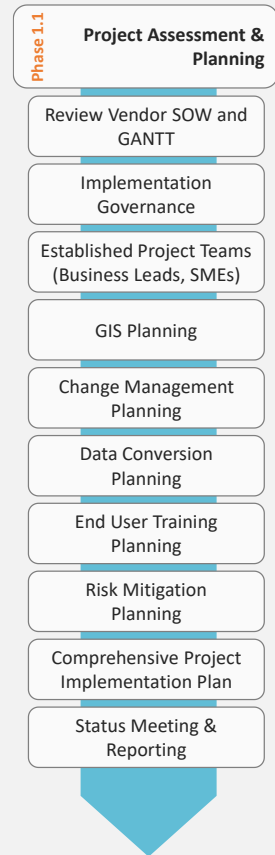 Phase 1.1
Project Assessment &
Planning
Review Vendor SOW and
GANTT
Implementation
Governance
Established Project Teams
(Business Leads, SMEs)
GIS Planning
Change Management
Planning
Data Conversion
Planning
End User Training
Planning
Risk Mitigation
Planning
Comprehensive Project
Implementation Plan
Status Meeting &
Reporting